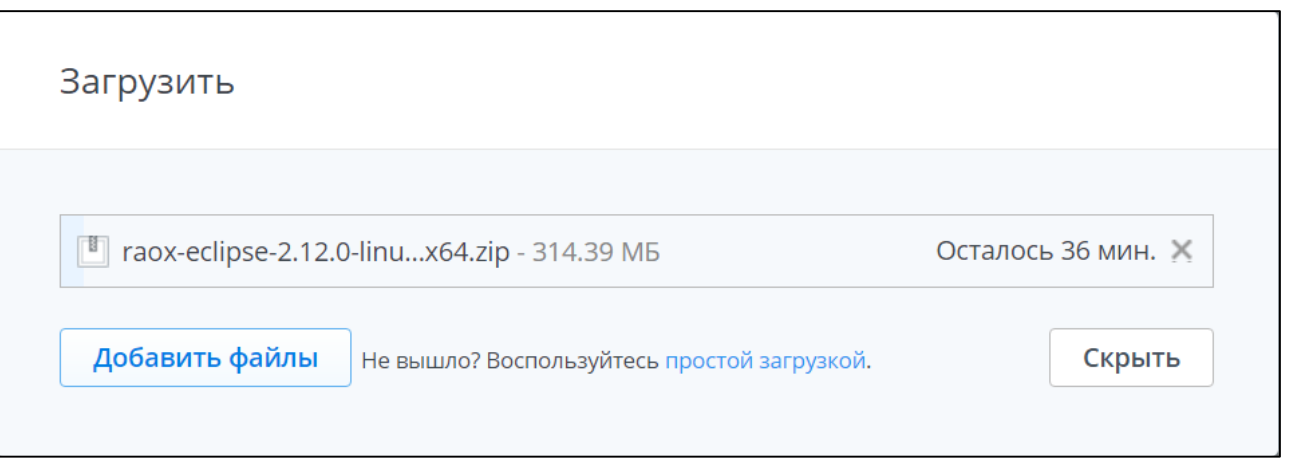 Загрузить
raox-eclipse-2.12.0-linu...x64.zip - 314.39 МБ Осталось 36 мин.
Добавить файлы Не вышло? Воспользуйтесь простой загрузкой. Скрыть